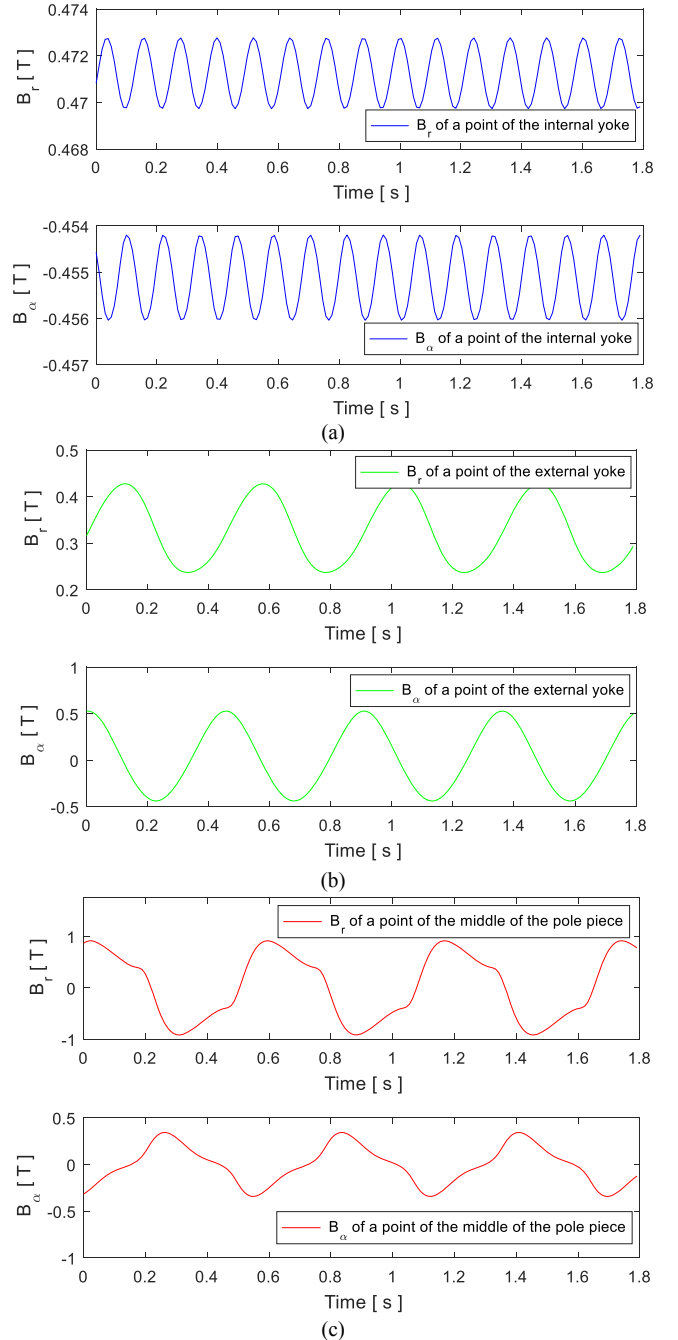 0.474
0.472
0.47
0.468
B_r [ T ]
B_r of a point of the internal yoke
0 0.2 0.4 0.6 0.8 1 1.2 1.4 1.6 1.8
Time [ s ]
-0.454
-0.455
-0.456
-0.457
B_α [ T ]
B_α of a point of the internal yoke
0 0.2 0.4 0.6 0.8 1 1.2 1.4 1.6 1.8
Time [ s ]
(a)
0.5
0.4
0.3
0.2
B_r [ T ]
B_r of a point of the external yoke
0 0.2 0.4 0.6 0.8 1 1.2 1.4 1.6 1.8
Time [ s ]
1
0.5
0
-0.5
B_α [ T ]
B_α of a point of the external yoke
0 0.2 0.4 0.6 0.8 1 1.2 1.4 1.6 1.8
Time [ s ]
(b)
1
0
-1
B_r [ T ]
B_r of a point of the middle of the pole piece
0 0.2 0.4 0.6 0.8 1 1.2 1.4 1.6 1.8
Time [ s ]
0.5
0
-0.5
-1
B_α [ T ]
B_α of a point of the middle of the pole piece
0 0.2 0.4 0.6 0.8 1 1.2 1.4 1.6 1.8
Time [ s ]
(c)